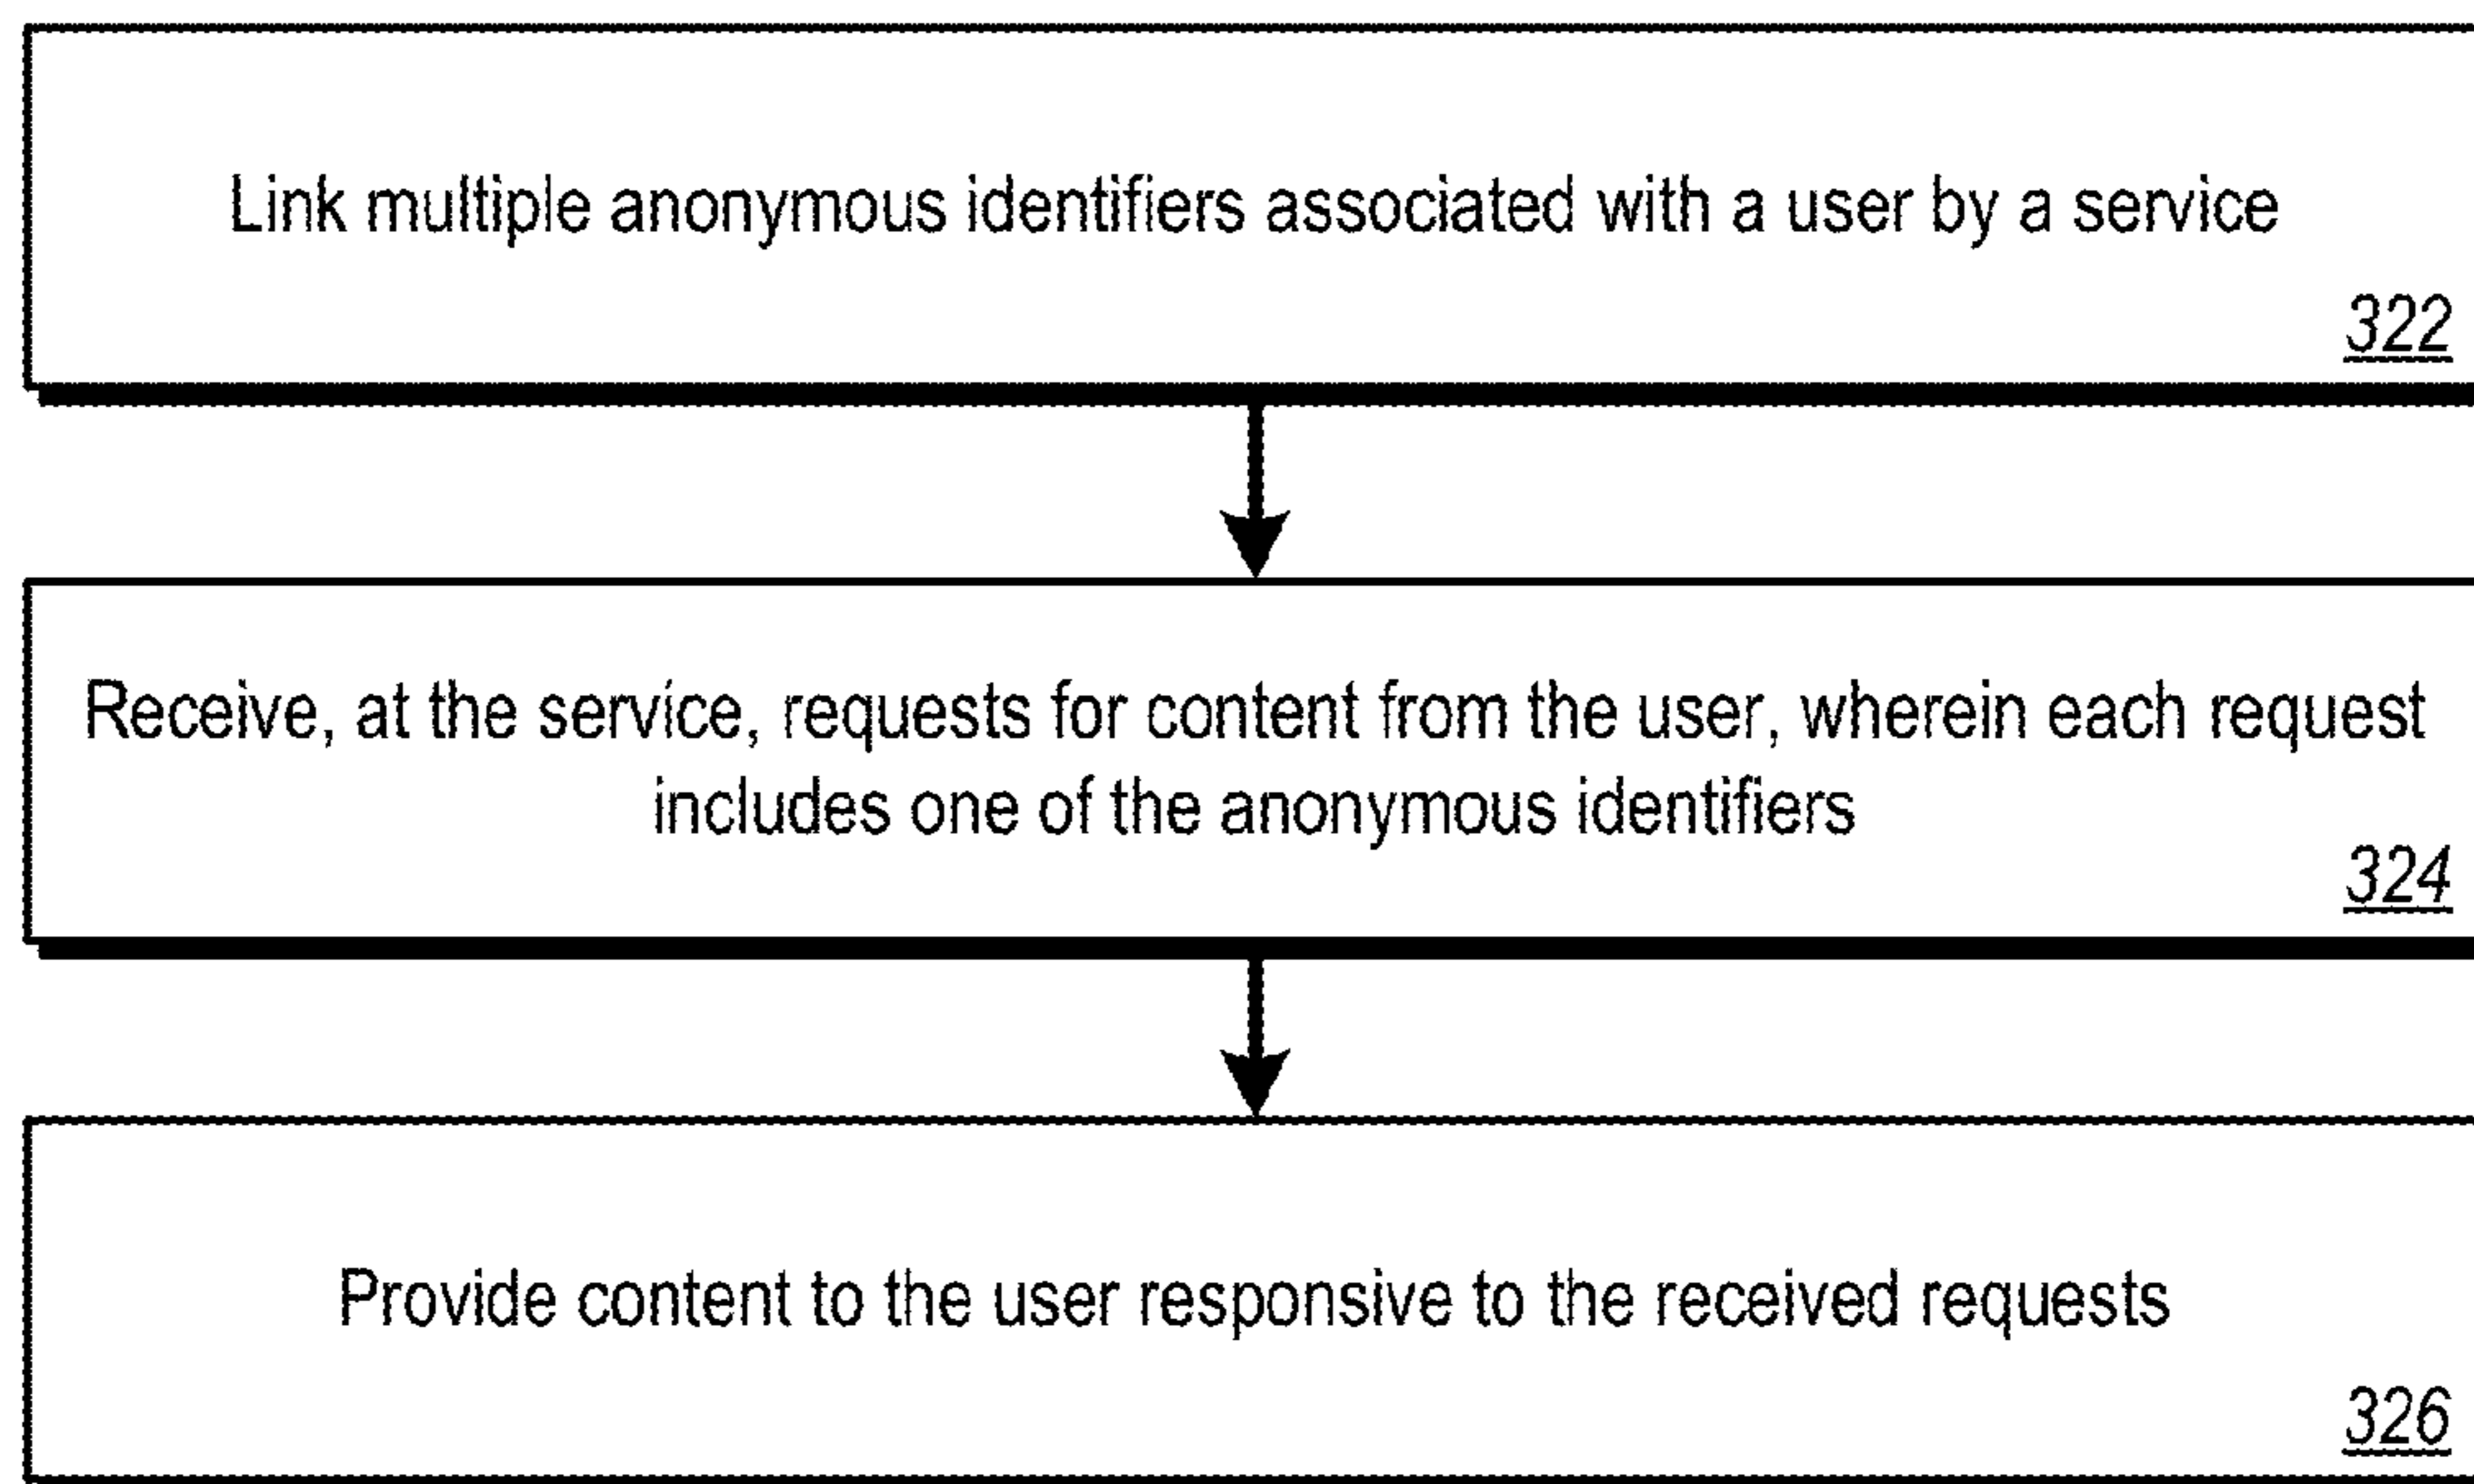 Link multiple anonymous identifiers associated with a user by a service
322
Receive, at the service, requests for content from the user, wherein each request
includes one of the anonymous identifiers
324
Provide content to the user responsive to the received requests
326